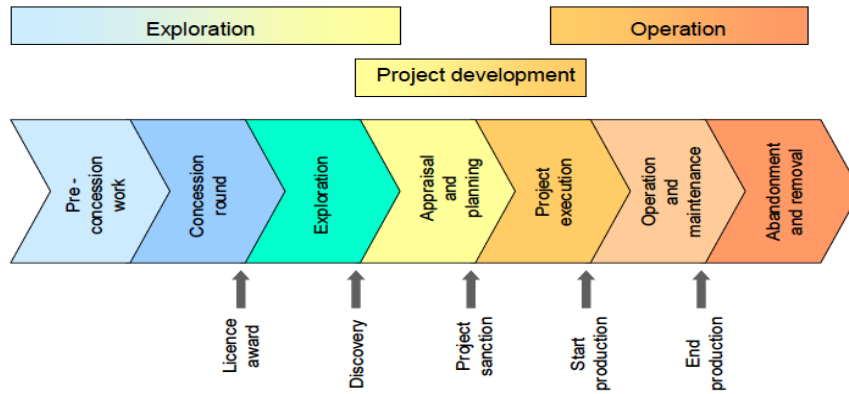 Exploration
Operation
Project development
Pre -
concession
work
Concession
round
Exploration
Appraisal
and
planning
Project
execution
Operation
and
maintenance
Abandonment
and removal
Licence
award
Discovery
Project
sanction
Start
production
End
production